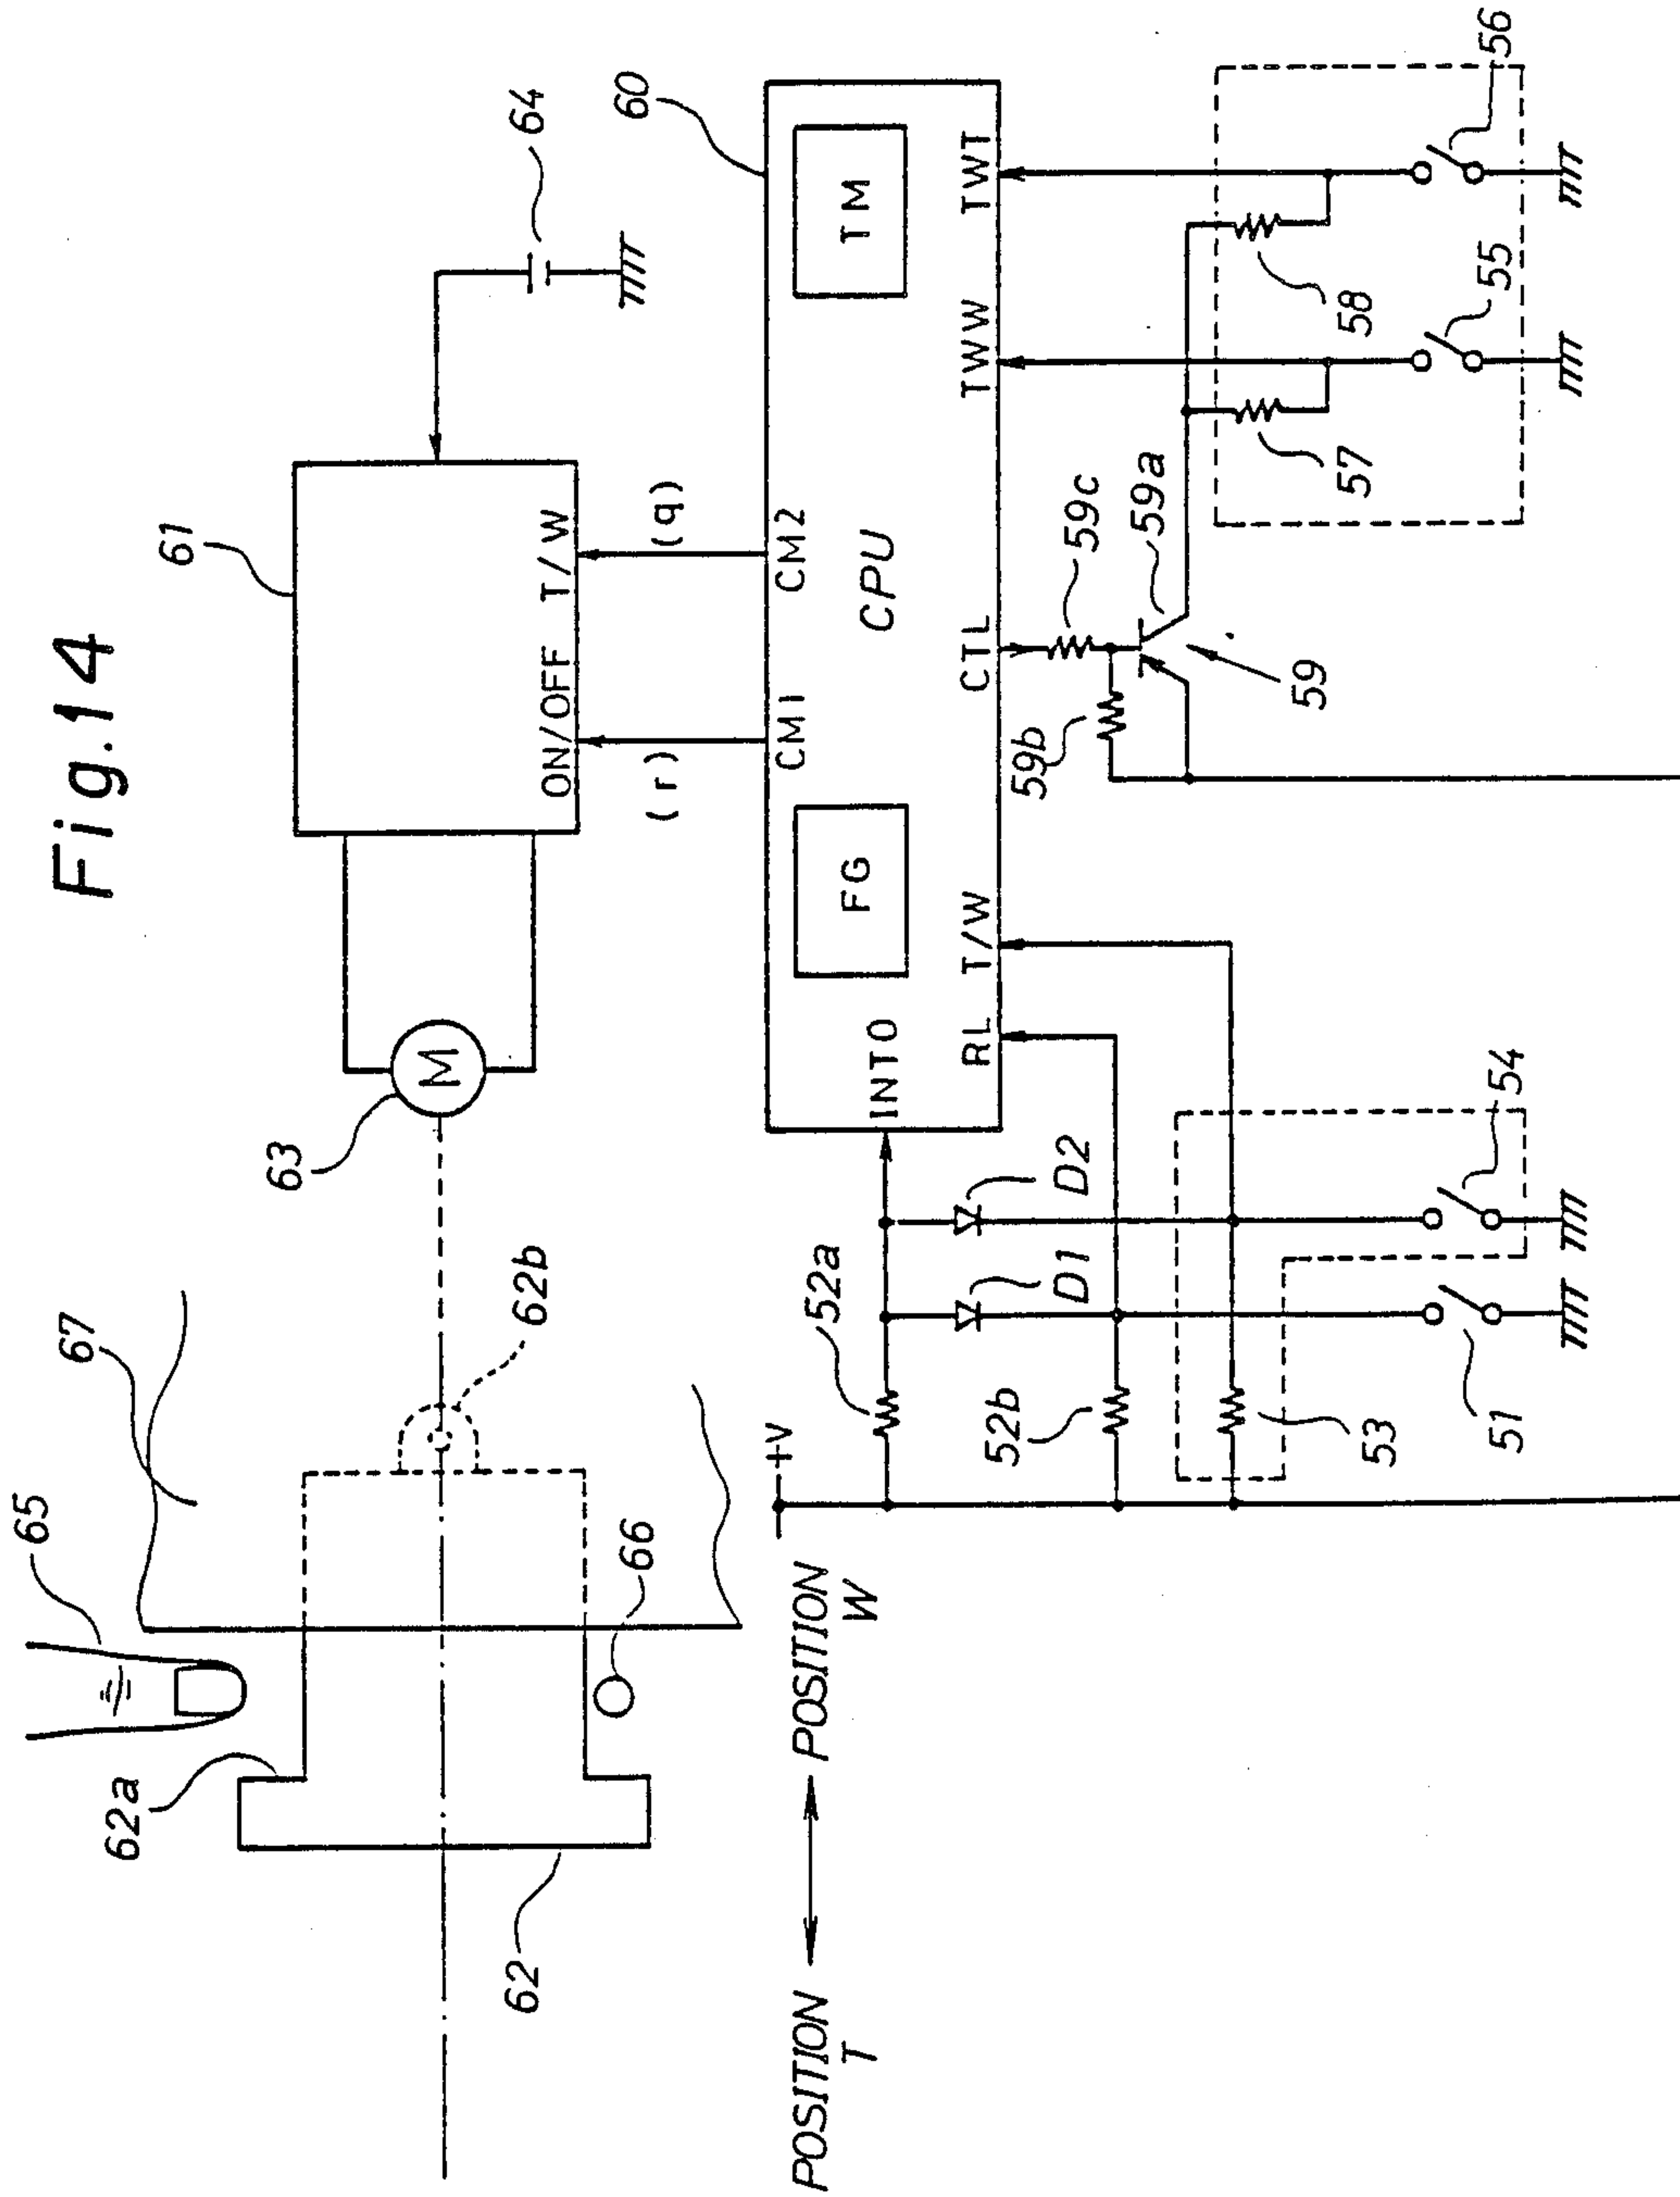 Fig.14
61
64
ON/OFF T/W
(r)
(q)
60
CM1
CM2
FG
CPU
TM
INTO
RL
T/W
CTL
TWW
TWT
63
M
67
65
62a
62
62b
66
POSITION T
POSITION W
+V
52a
D1
D2
52b
53
51
54
59b
59c
59a
59
57
58
55
56